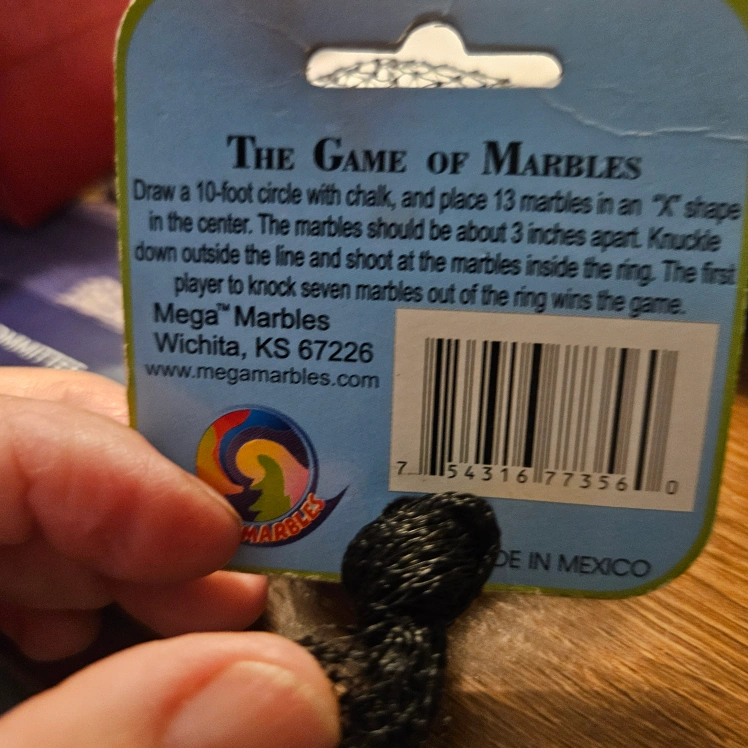 THE GAME OF MARBLES
Draw a 10-foot circle with chalk, and place 13 marbles in an "X" shape
in the center. The marbles should be about 3 inches apart. Knuckle
down outside the line and shoot at the marbles inside the ring. The first
player to knock seven marbles out of the ring wins the game.
Mega™ Marbles
Wichita, KS 67226
www.megamarbles.com
7 54316 77356 0
MARBLES
DE IN MEXICO